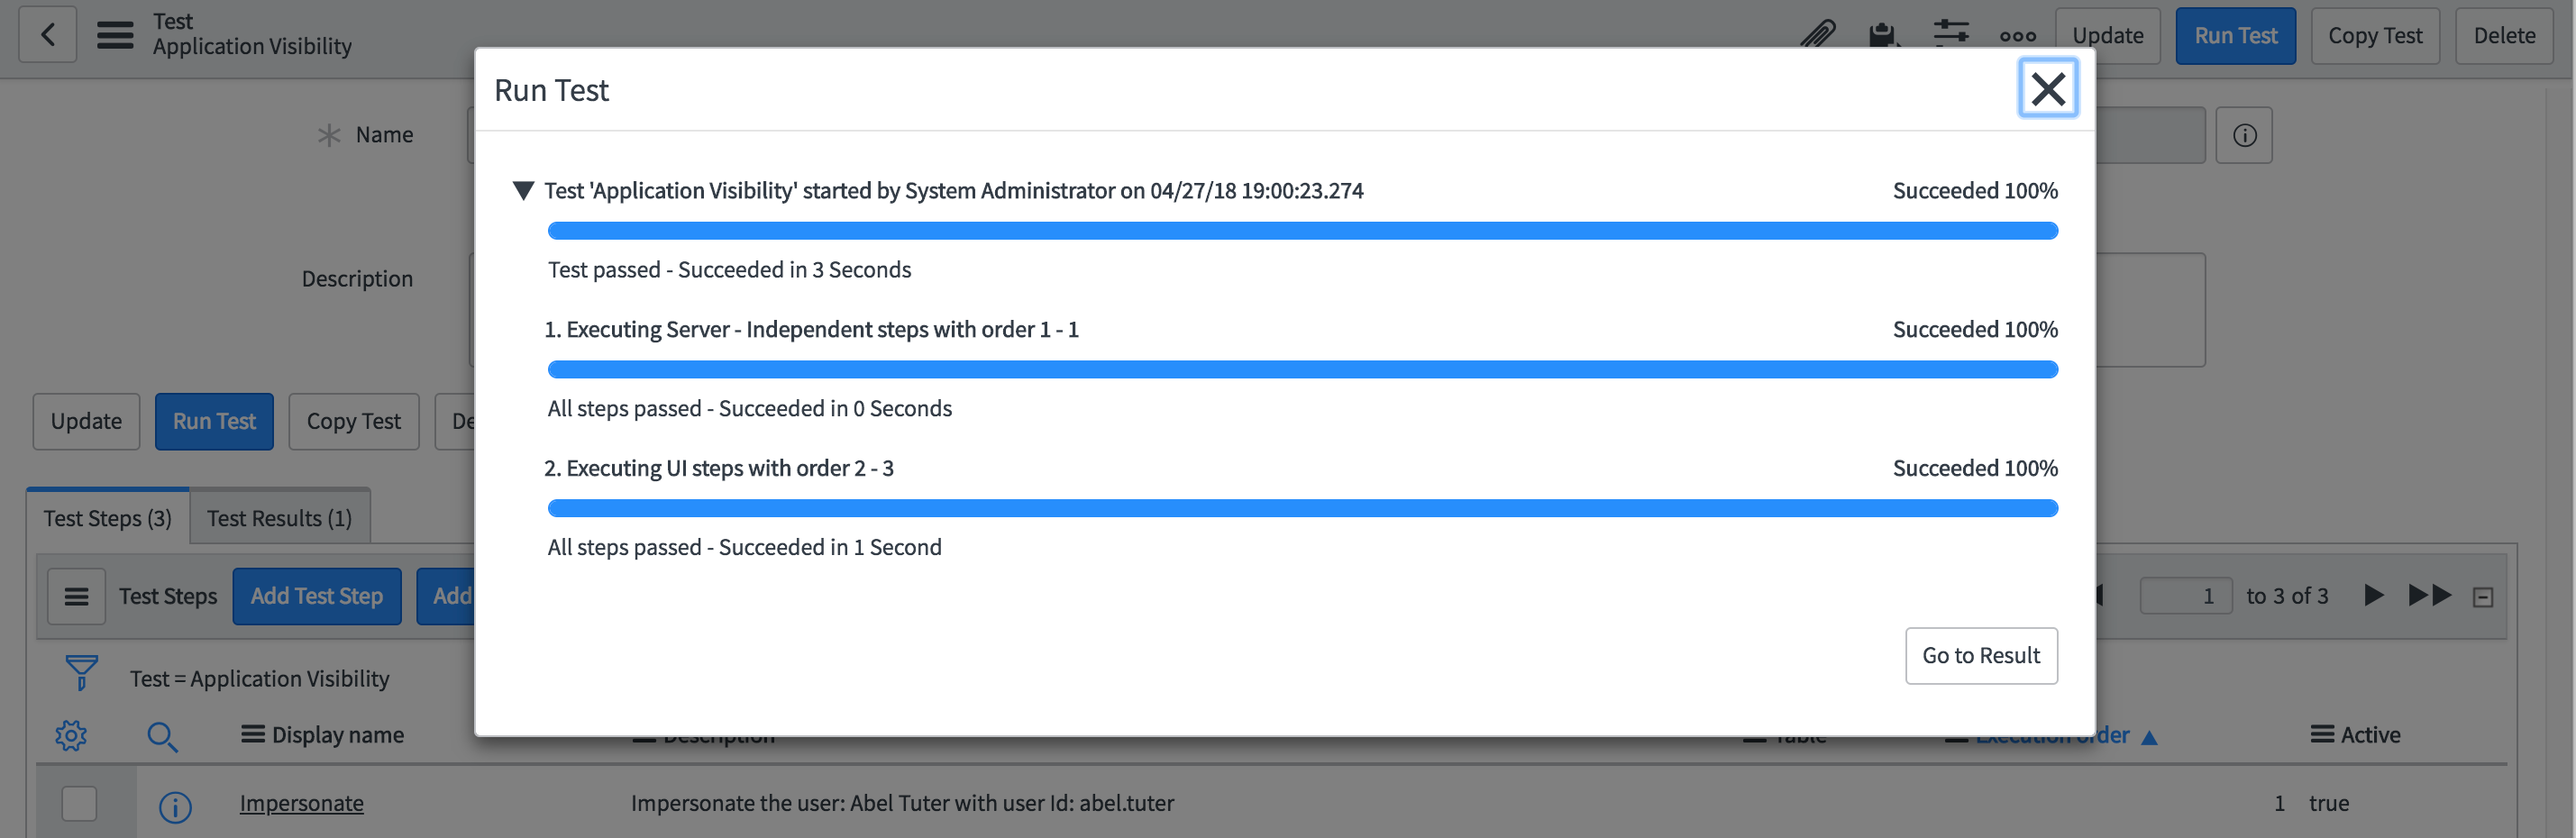 Test
Application Visibility
Update
Run Test
Copy Test
Delete
Run Test
Name
Test 'Application Visibility' started by System Administrator on 04/27/18 19:00:23.274
Succeeded 100%
Test passed - Succeeded in 3 Seconds
Description
1. Executing Server - Independent steps with order 1 - 1
Succeeded 100%
All steps passed - Succeeded in 0 Seconds
Update
Run Test
Copy Test
De
2. Executing UI steps with order 2 - 3
Succeeded 100%
All steps passed - Succeeded in 1 Second
Test Steps (3)
Test Results (1)
Test Steps
Add Test Step
Add
1 to 3 of 3
Go to Result
Test = Application Visibility
Display name
Description
Table
Execution order
Active
Impersonate
Impersonate the user: Abel Tuter with user Id: abel.tuter
1
true